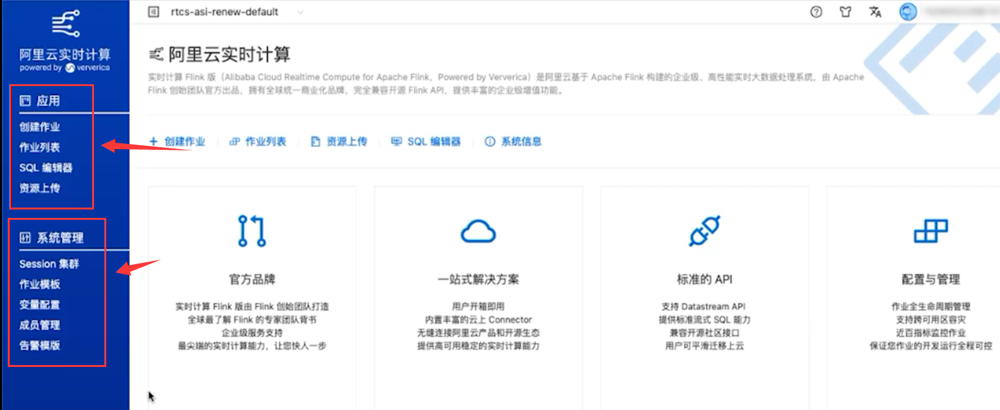 阿里云实时计算
powered by ververica
应用
创建作业
作业列表
SQL 编辑器
资源上传
系统管理
Session 集群
作业模板
变量配置
成员管理
告警模版
rtcs-asi-renew-default
阿里云实时计算
实时计算 Flink 版（Alibaba Cloud Realtime Compute for Apache Flink，Powered by Ververica）是阿里云基于 Apache Flink 构建的企业级、高性能实时大数据处理系统，由 Apache
Flink 创始团队官方出品，拥有全球统一商业化品牌，完全兼容开源 Flink API，提供丰富的企业级增值功能。
创建作业 作业列表 资源上传 SQL 编辑器 系统信息
官方品牌
实时计算 Flink 版由 Flink 创始团队打造
全球最了解 Flink 的专家团队背书
企业级服务支持
最尖端的实时计算能力，让您快人一步
一站式解决方案
用户开箱即用
内置丰富的云上 Connector
无缝连接阿里云产品和开源生态
提供高可用稳定的实时计算能力
标准的 API
支持 Datastream API
提供标准流式 SQL 能力
兼容开源社区接口
用户可平滑迁移上云
配置与管理
作业全生命周期管理
支持跨可用区容灾
近百指标监控作业
保证您作业的开发运行全程可控